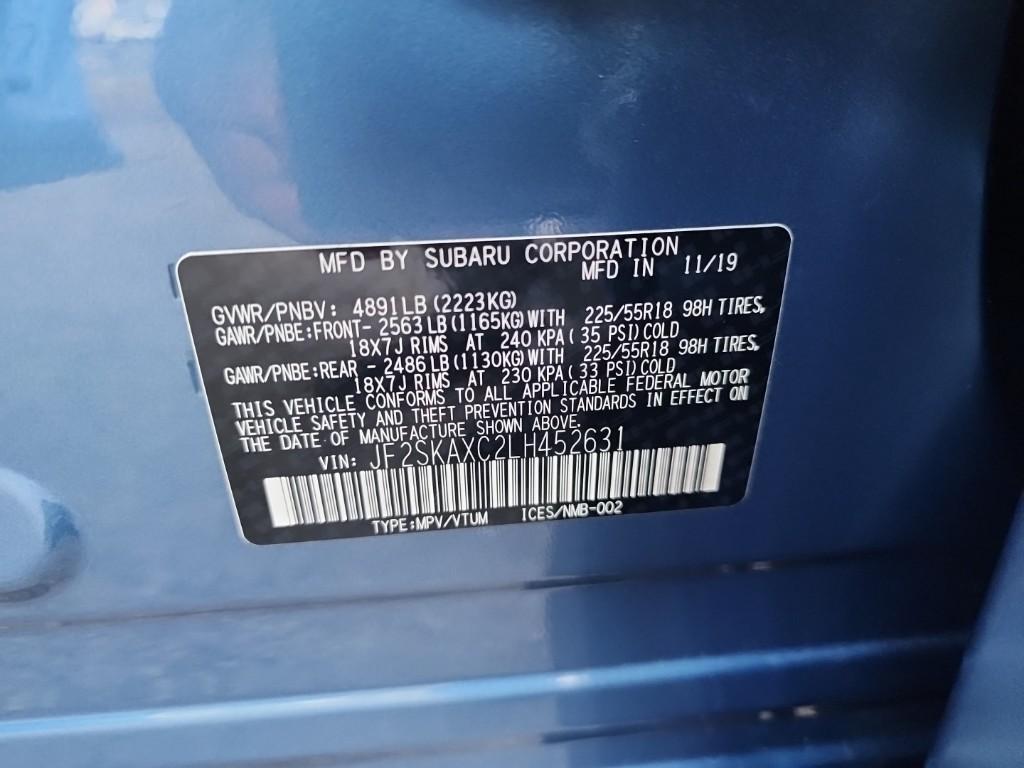 MFD BY SUBARU CORPORATION
MFD IN 11/19
GVWR/PNBV: 4891LB(2223KG)
GAWR/PNBE:FRONT- 2563LB(1165KG)WITH 225/55R18 98H TIRES,
18X7J RIMS AT 240 KPA(35 PSI)COLD
GAWR/PNBE:REAR - 2486LB(1130KG)WITH 225/55R18 98H TIRES,
18X7J RIMS AT 230 KPA(33 PSI)COLD
THIS VEHICLE CONFORMS TO ALL APPLICABLE FEDERAL MOTOR
VEHICLE SAFETY AND THEFT PREVENTION STANDARDS IN EFFECT ON
THE DATE OF MANUFACTURE SHOWN ABOVE.
VIN: JF2SKAXC2LH452631
TYPE:MPV/VTUM ICES/NMB-002